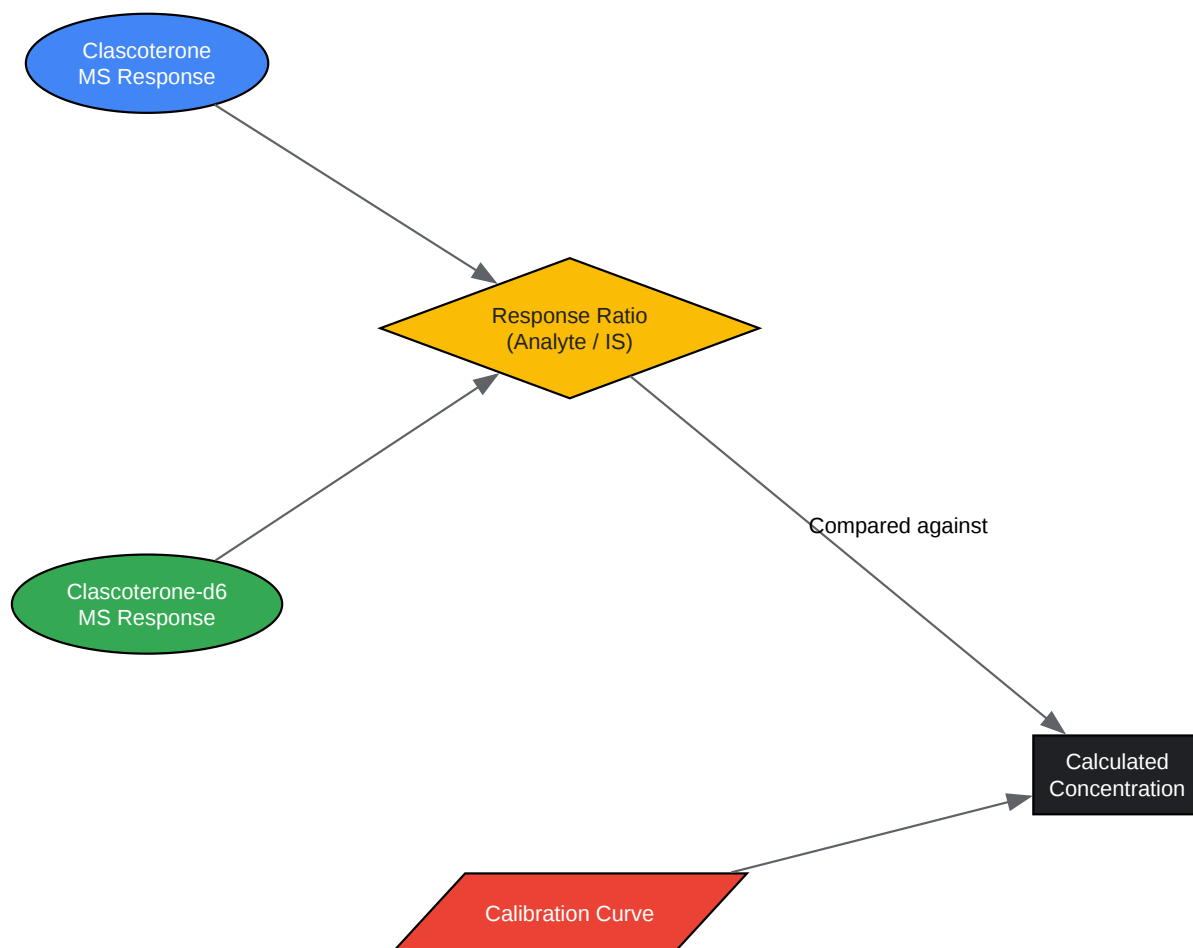 Clascoterone
MS Response
Response Ratio
(Analyte / IS)
Compared against
Clascoterone-d6
MS Response
Calculated
Concentration
Calibration Curve